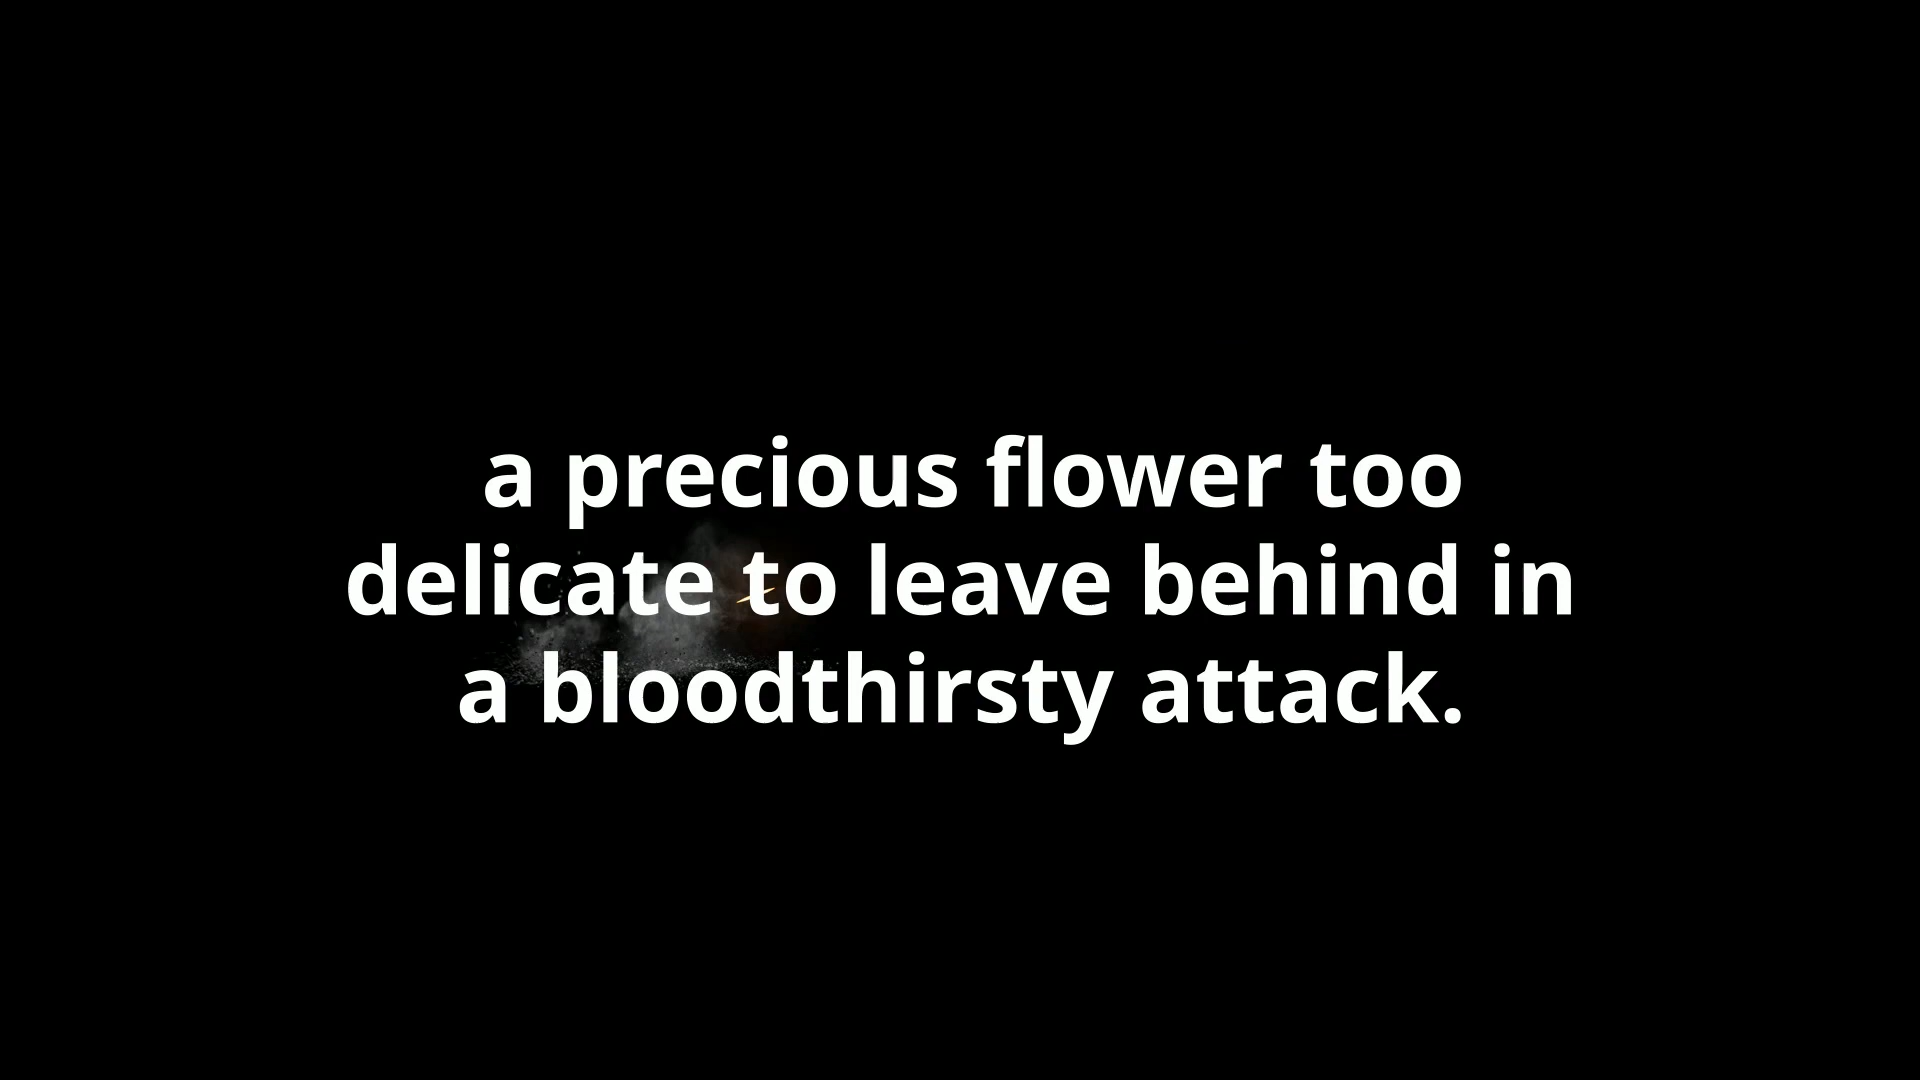 a precious flower too
delicate to leave behind in
a bloodthirsty attack.